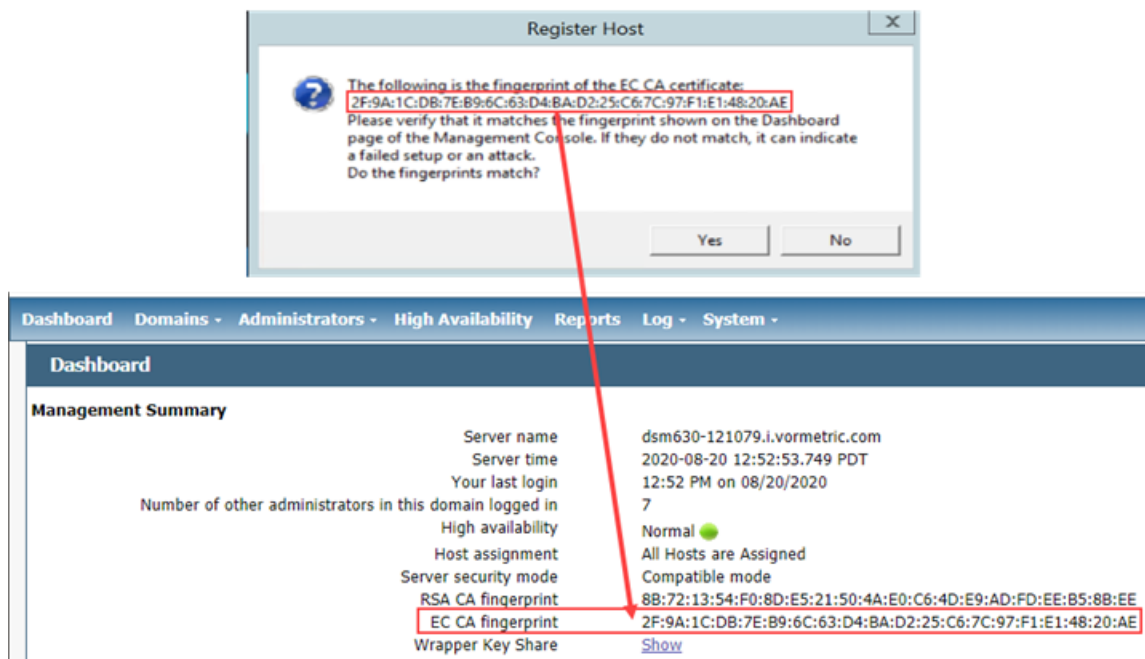 Register Host
X
The following is the fingerprint of the EC CA certificate:
2F:9A:1C:DB:7E:B9:6C:63:D4:BA:D2:25:C6:7C:97:F1:E1:48:20:AE
Please verify that it matches the fingerprint shown on the Dashboard
page of the Management Console. If they do not match, it can indicate
a failed setup or an attack.
Do the fingerprints match?
Yes No
Dashboard Domains Administrators High Availability Reports Log System
Dashboard
Management Summary
Server name dsm630-121079.i.vormetric.com
Server time 2020-08-20 12:52:53.749 PDT
Your last login 12:52 PM on 08/20/2020
Number of other administrators in this domain logged in 7
High availability Normal
Host assignment All Hosts are Assigned
Server security mode Compatible mode
RSA CA fingerprint 8B:72:13:54:F0:8D:E5:21:50:4A:E0:C6:4D:E9:AD:FD:EE:B5:8B:EE
EC CA fingerprint 2F:9A:1C:DB:7E:B9:6C:63:D4:BA:D2:25:C6:7C:97:F1:E1:48:20:AE
Wrapper Key Share Show